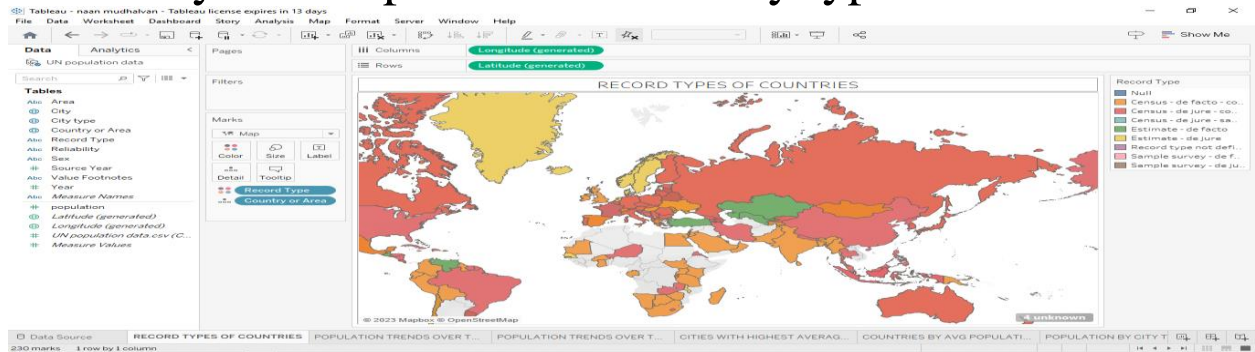 Tableau - naan mudhalvan - Tableau license expires in 13 days
File Data Worksheet Dashboard Story Analysis Map Format Server Window Help
Show Me
Data Analytics
UN population data
Search
Tables
Abc Area
City
City type
Country or Area
Abc Record Type
Abc Reliability
Abc Sex
# Source Year
Abc Value Footnotes
# Year
Abc Measure Names
# population
Latitude (generated)
Longitude (generated)
# UN population data.csv (C...
# Measure Values
Pages
Filters
Marks
Map
Color Size Label
Detail Tooltip
Record Type
Country or Area
Columns Longitude (generated)
Rows Latitude (generated)
RECORD TYPES OF COUNTRIES
© 2023 Mapbox © OpenStreetMap
4 unknown
Record Type
Null
Census - de facto - co...
Census - de jure - co...
Census - de jure - sa...
Estimate - de facto
Estimate - de jure
Record type not defi...
Sample survey - de f...
Sample survey - de ju...
Data Source RECORD TYPES OF COUNTRIES POPULATION TRENDS OVER T... POPULATION TRENDS OVER T... CITIES WITH HIGHEST AVERAG... COUNTRIES BY AVG POPULATI... POPULATION BY CITY T
230 marks 1 row by 1 column